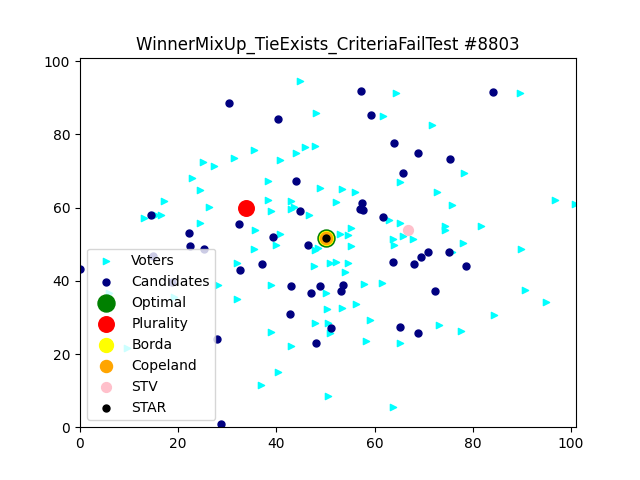 WinnerMixUp_TieExists_CriteriaFailTest #8803
100
80
60
40
20
0
0
20
40
60
80
100
Voters
Candidates
Optimal
Plurality
Borda
Copeland
STV
STAR